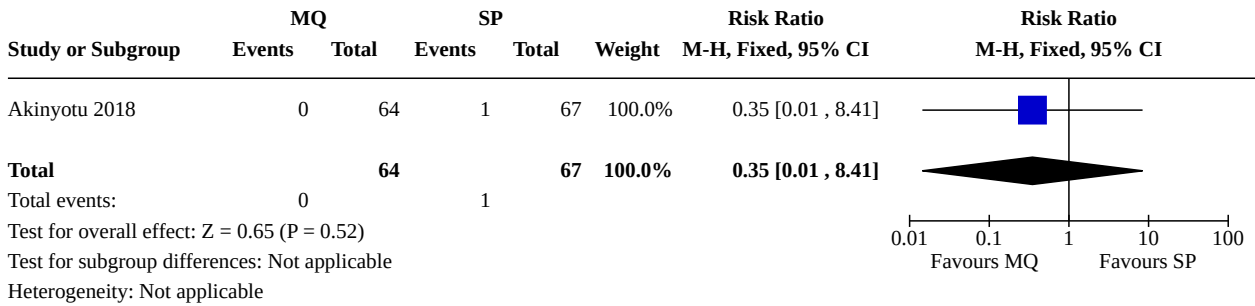 MQ SP Risk Ratio Risk Ratio
Study or Subgroup Events Total Events Total Weight M-H, Fixed, 95% CI M-H, Fixed, 95% CI
Akinyotu 2018 0 64 1 67 100.0% 0.35 [0.01 , 8.41]
Total 64 67 100.0% 0.35 [0.01 , 8.41]
Total events: 0 1
Test for overall effect: Z = 0.65 (P = 0.52)
0.01 0.1 1 10 100
Test for subgroup differences: Not applicable
Favours MQ Favours SP
Heterogeneity: Not applicable